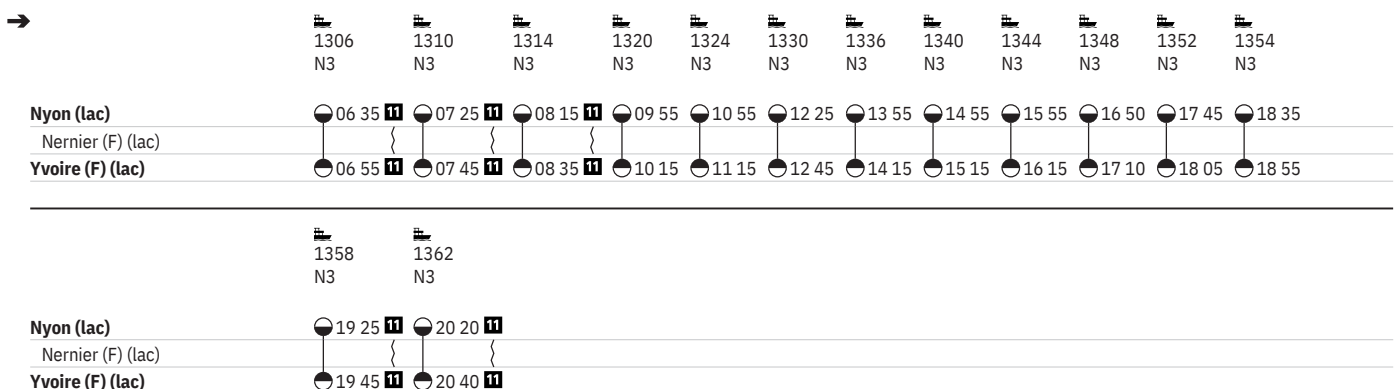 ➔
1306 1310 1314 1320 1324 1330 1336 1340 1344 1348 1352 1354
N3 N3 N3 N3 N3 N3 N3 N3 N3 N3 N3 N3
Nyon (lac) 06 35 11 07 25 11 08 15 11 09 55 10 55 12 25 13 55 14 55 15 55 16 50 17 45 18 35
Nernier (F) (lac)
Yvoire (F) (lac) 06 55 11 07 45 11 08 35 11 10 15 11 15 12 45 14 15 15 15 16 15 17 10 18 05 18 55
1358 1362
N3 N3
Nyon (lac) 19 25 11 20 20 11
Nernier (F) (lac)
Yvoire (F) (lac) 19 45 11 20 40 11